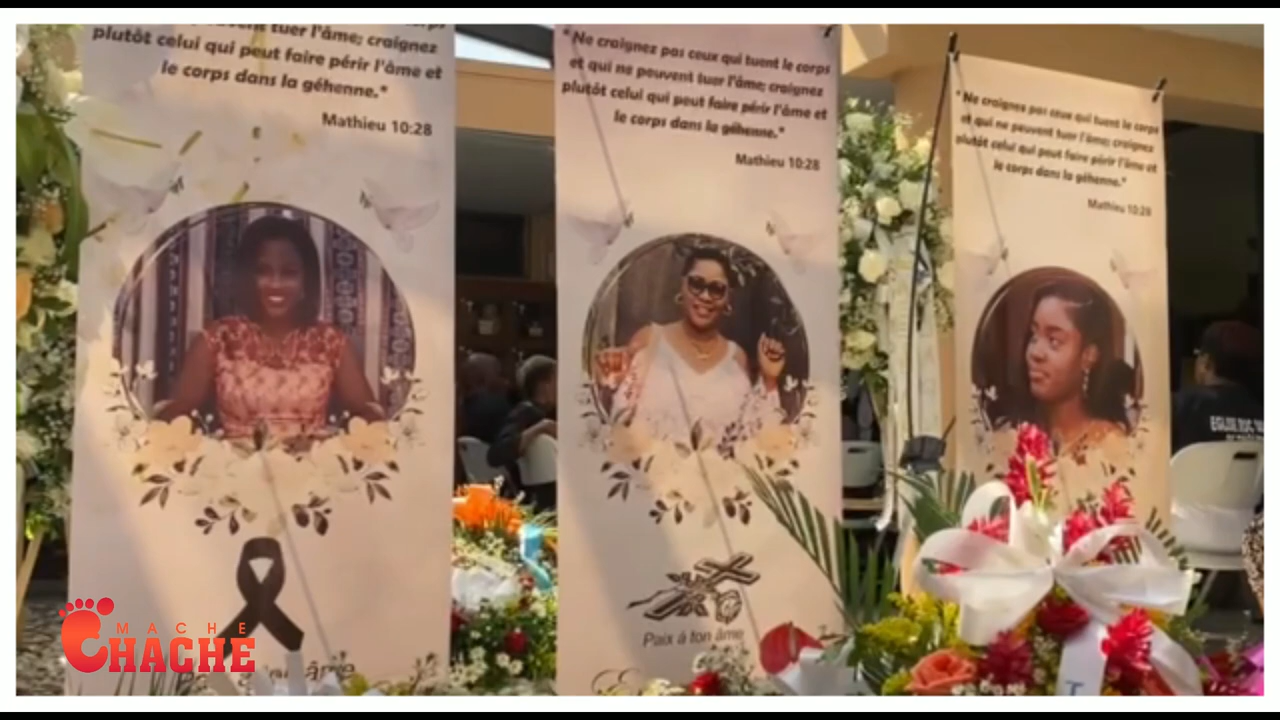 peuvent tuer l'âme; craignez
plutôt celui qui peut faire périr l'âme et
le corps dans la géhenne."
Mathieu 10:28
"Ne craignez pas ceux qui tuent le corps
et qui ne peuvent tuer l'âme; craignez
plutôt celui qui peut faire périr l'âme et
le corps dans la géhenne."
Mathieu 10:28
Paix à ton âme
"Ne craignez pas ceux qui tuent le corps
et qui ne peuvent tuer l'âme; craignez
plutôt celui qui peut faire périr l'âme et
le corps dans la géhenne."
Mathieu 10:28
MACHE
CHACHE